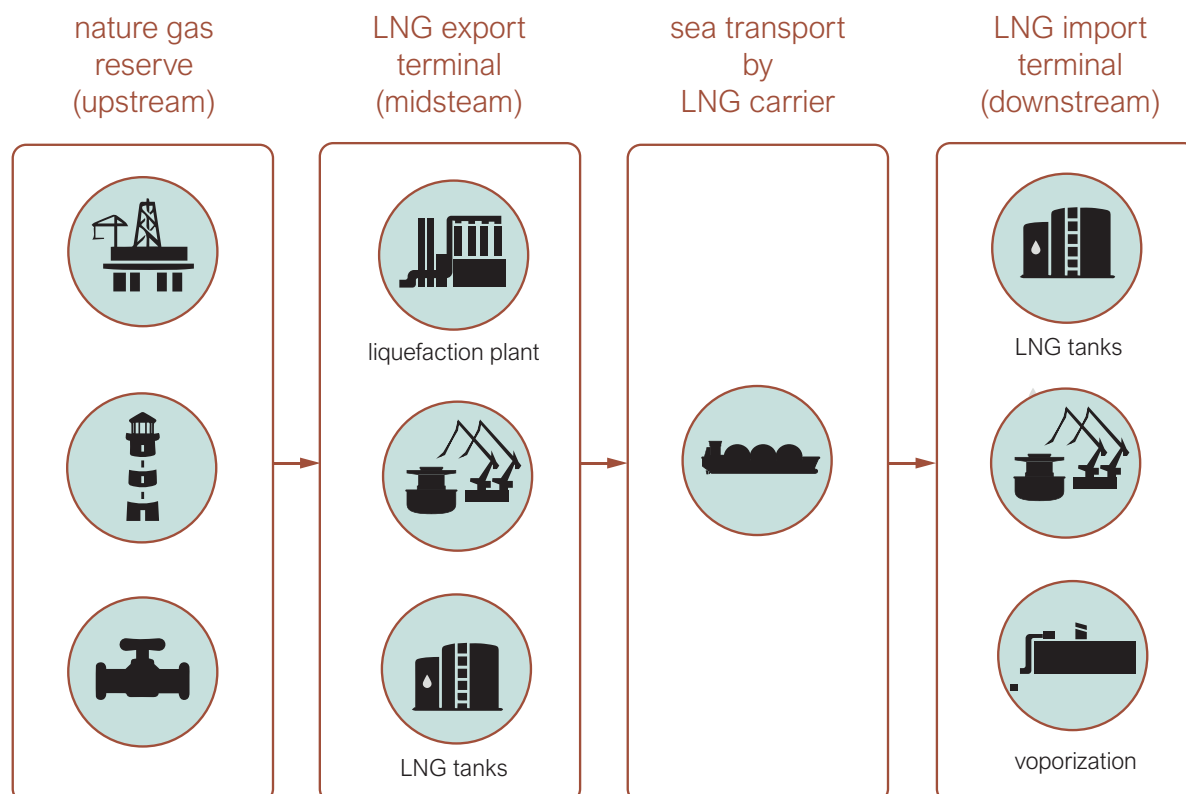 nature gas
reserve
(upstream)
LNG export
terminal
(midsteam)
sea transport
by
LNG carrier
LNG import
terminal
(downstream)
liquefaction plant
LNG tanks
LNG tanks
voporization